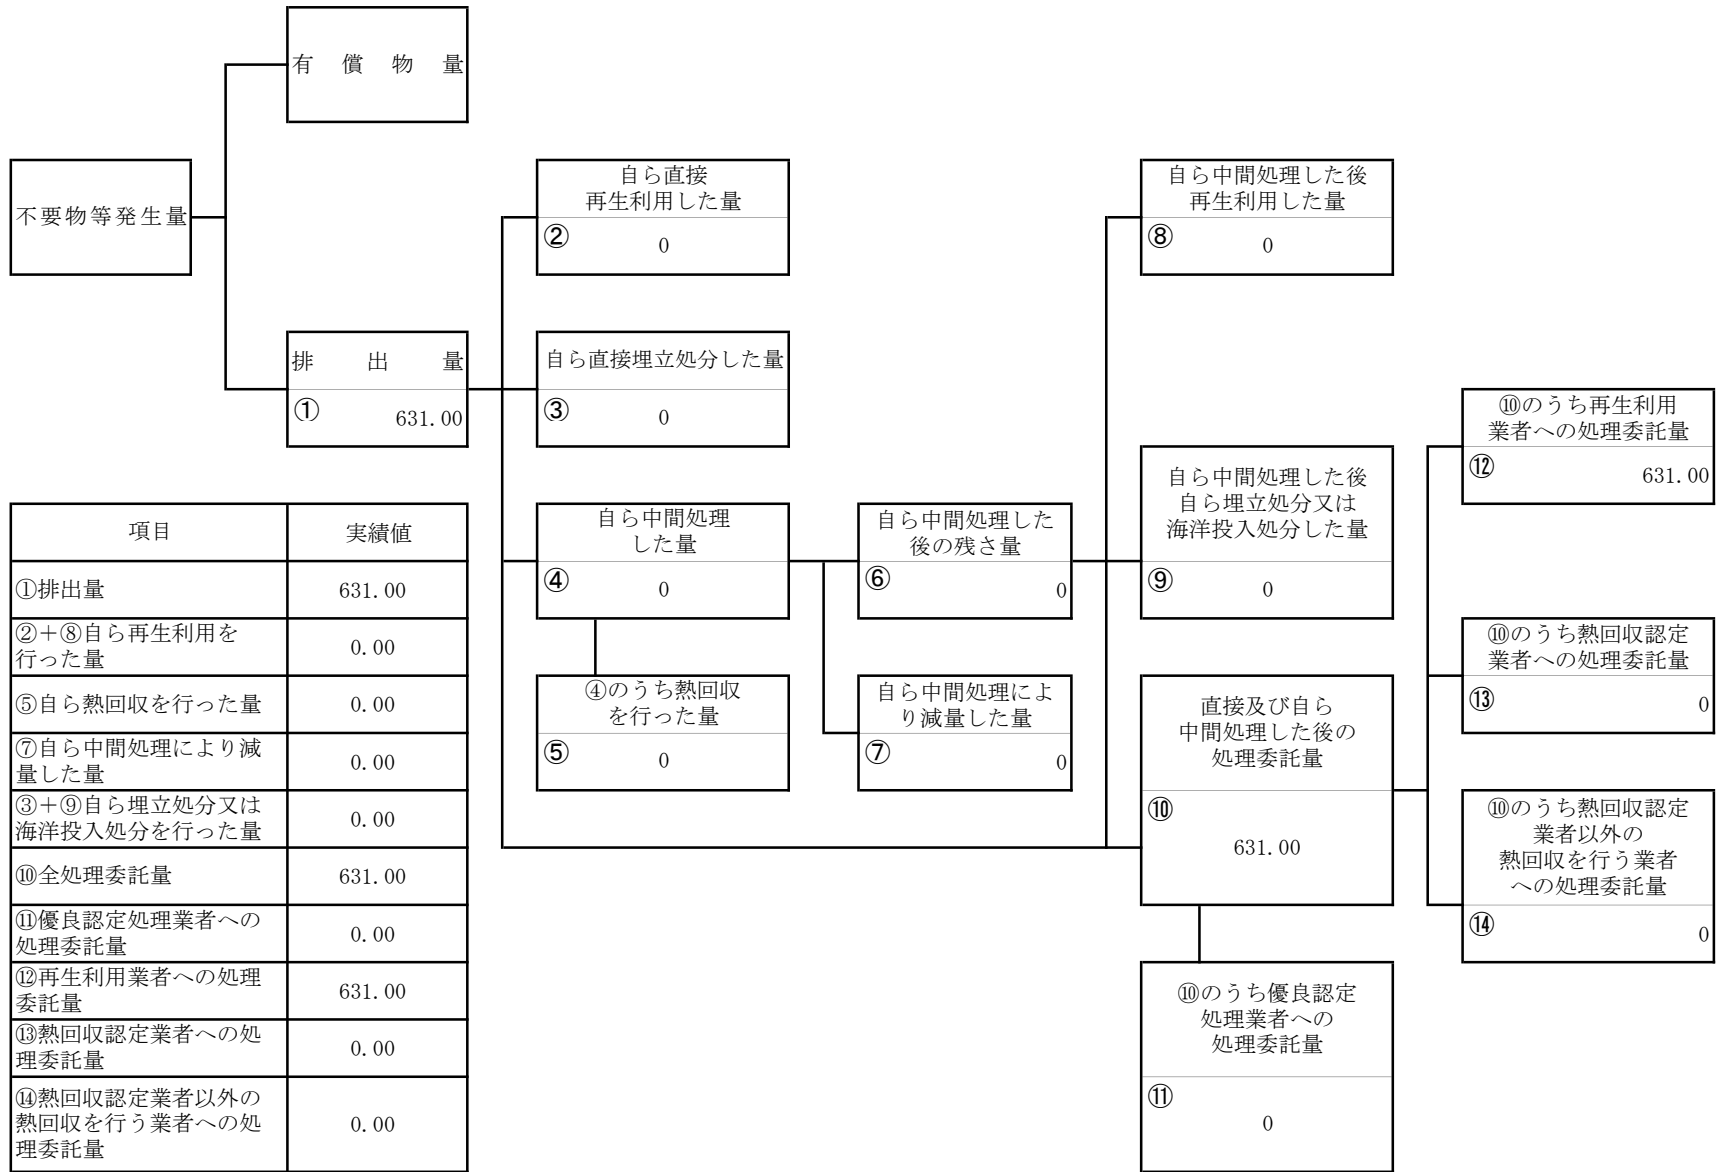 有償物量
不要物等発生量
排出量
① 631.00
自ら直接
再生利用した量
② 0
自ら直接埋立処分した量
③ 0
自ら中間処理
した量
④ 0
④のうち熱回収
を行った量
⑤ 0
自ら中間処理した
後の残さ量
⑥ 0
自ら中間処理によ
り減量した量
⑦ 0
自ら中間処理した後
再生利用した量
⑧ 0
自ら中間処理した後
自ら埋立処分又は
海洋投入処分した量
⑨ 0
直接及び自ら
中間処理した後の
処理委託量
⑩
631.00
⑩のうち優良認定
処理業者への
処理委託量
⑪
0
⑩のうち再生利用
業者への処理委託量
⑫ 631.00
⑩のうち熱回収認定
業者への処理委託量
⑬ 0
⑩のうち熱回収認定
業者以外の
熱回収を行う業者
への処理委託量
⑭ 0
項目 実績値
①排出量 631.00
②+⑧自ら再生利用を
行った量 0.00
⑤自ら熱回収を行った量 0.00
⑦自ら中間処理により減
量した量 0.00
③+⑨自ら埋立処分又は
海洋投入処分を行った量 0.00
⑩全処理委託量 631.00
⑪優良認定処理業者への
処理委託量 0.00
⑫再生利用業者への処理
委託量 631.00
⑬熱回収認定業者への処
理委託量 0.00
⑭熱回収認定業者以外の
熱回収を行う業者への処
理委託量 0.00